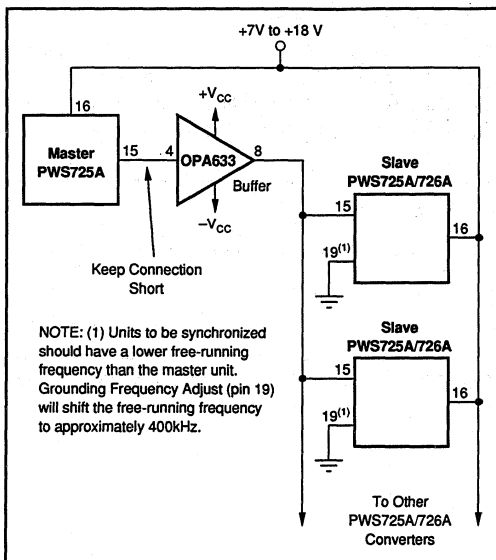 +7V to +18 V
16
+VCC
Master
PWS725A
15
4
OPA633
8
Buffer
–VCC
Keep Connection
Short
Slave
PWS725A/726A
15
16
19(1)
Slave
PWS725A/726A
15
16
19(1)
NOTE: (1) Units to be synchronized
should have a lower free-running
frequency than the master unit.
Grounding Frequency Adjust (pin 19)
will shift the free-running frequency
to approximately 400kHz.
To Other
PWS725A/726A
Converters